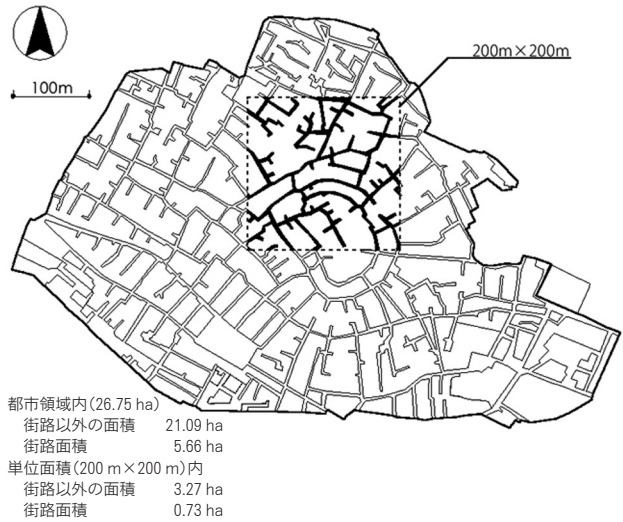 200m×200m
100m
都市領域内(26.75 ha)
街路以外の面積 21.09 ha
街路面積 5.66 ha
単位面積(200 m×200 m)内
街路以外の面積 3.27 ha
街路面積 0.73 ha